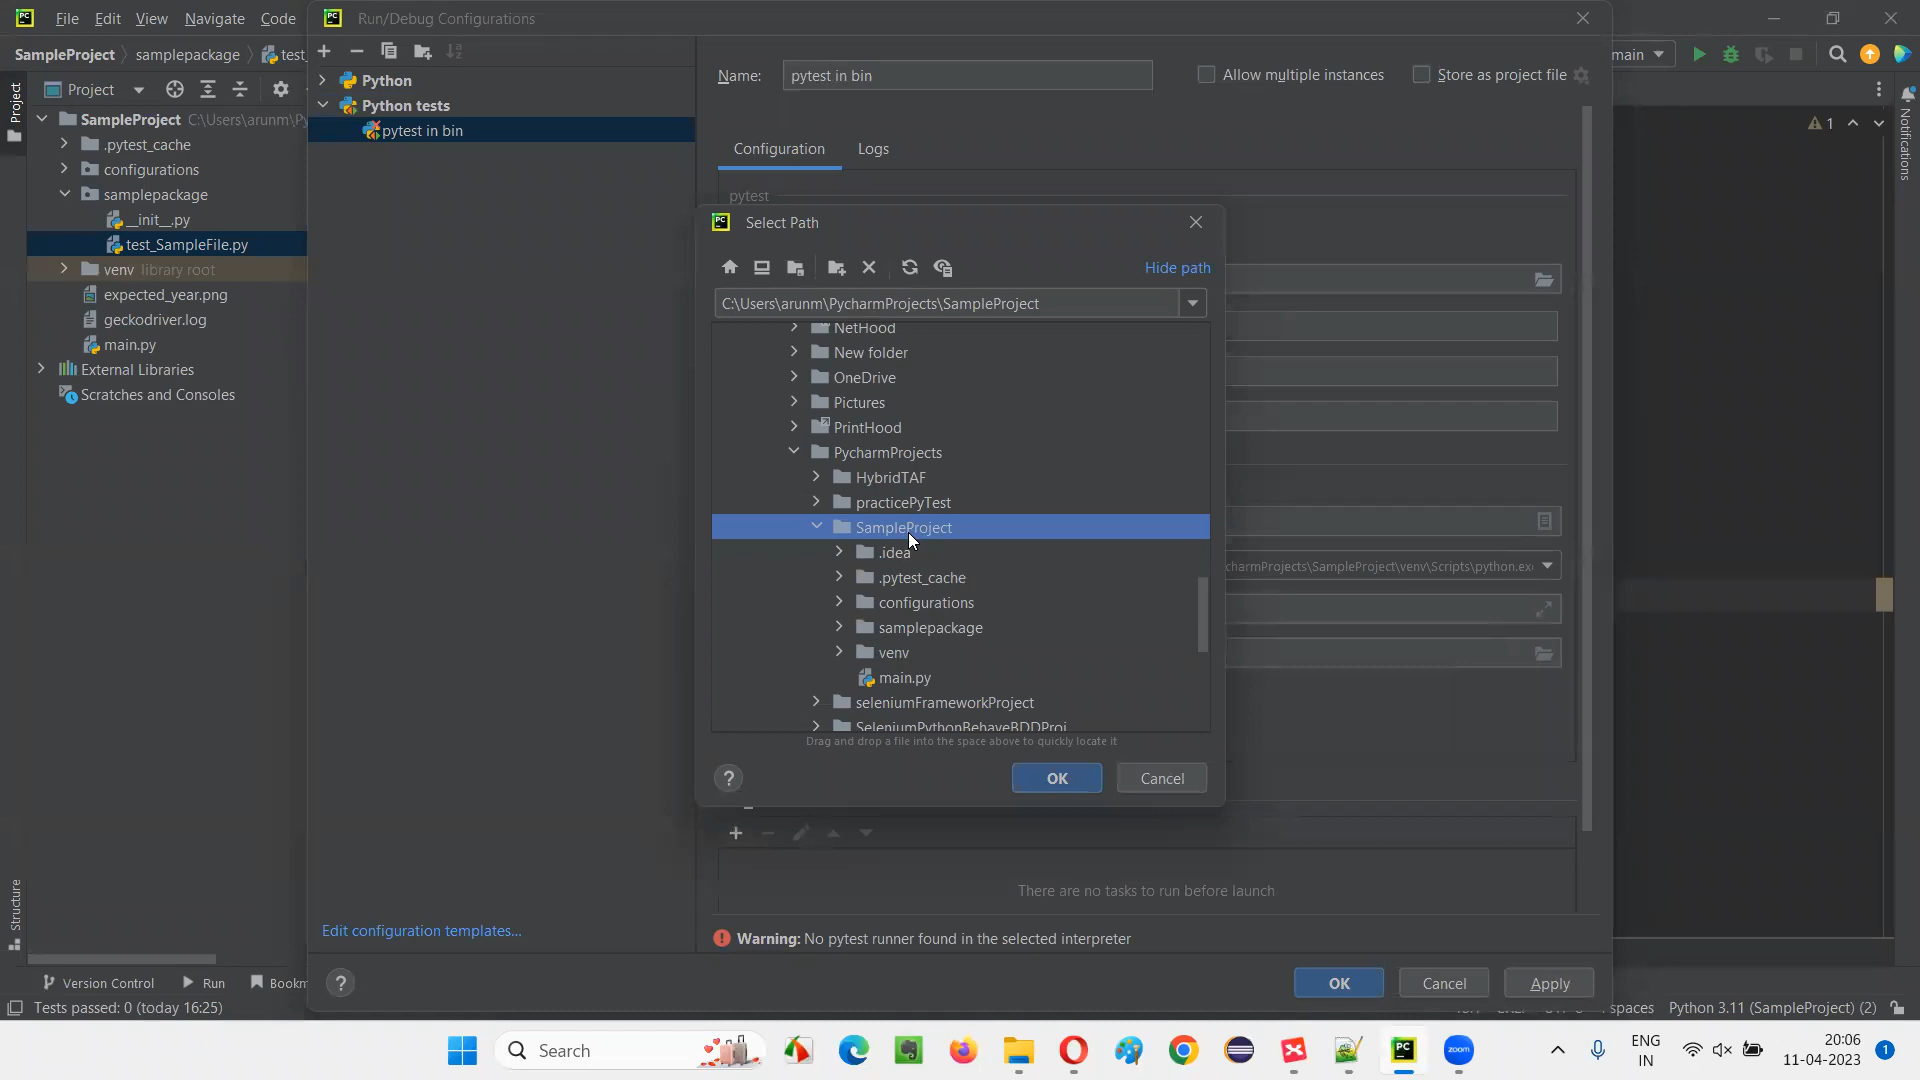 File Edit View Navigate Code
Run/Debug Configurations
SampleProject samplepackage test_
main
Name: pytest in bin
Allow multiple instances Store as project file
Project
Project
Python
Python tests
pytest in bin
SampleProject C:\Users\arunm\Py
.pytest_cache
configurations
samplepackage
__init__.py
test_SampleFile.py
venv library root
expected_year.png
geckodriver.log
main.py
External Libraries
Scratches and Consoles
Notifications
1
Configuration Logs
pytest
Select Path
Hide path
C:\Users\arunm\PycharmProjects\SampleProject
NetHood
New folder
OneDrive
Pictures
PrintHood
PycharmProjects
HybridTAF
practicePyTest
SampleProject
.idea
.pytest_cache
configurations
samplepackage
venv
main.py
seleniumFrameworkProject
SeleniumPythonBehaveBDDProj
Drag and drop a file into the space above to quickly locate it
? OK Cancel
charmProjects\SampleProject\venv\Scripts\python.exe
There are no tasks to run before launch
Edit configuration templates...
Warning: No pytest runner found in the selected interpreter
? OK Cancel Apply
Structure
Version Control Run Bookm
Tests passed: 0 (today 16:25)
spaces Python 3.11 (SampleProject) (2)
Search
zoom
ENG
IN
20:06
11-04-2023
1